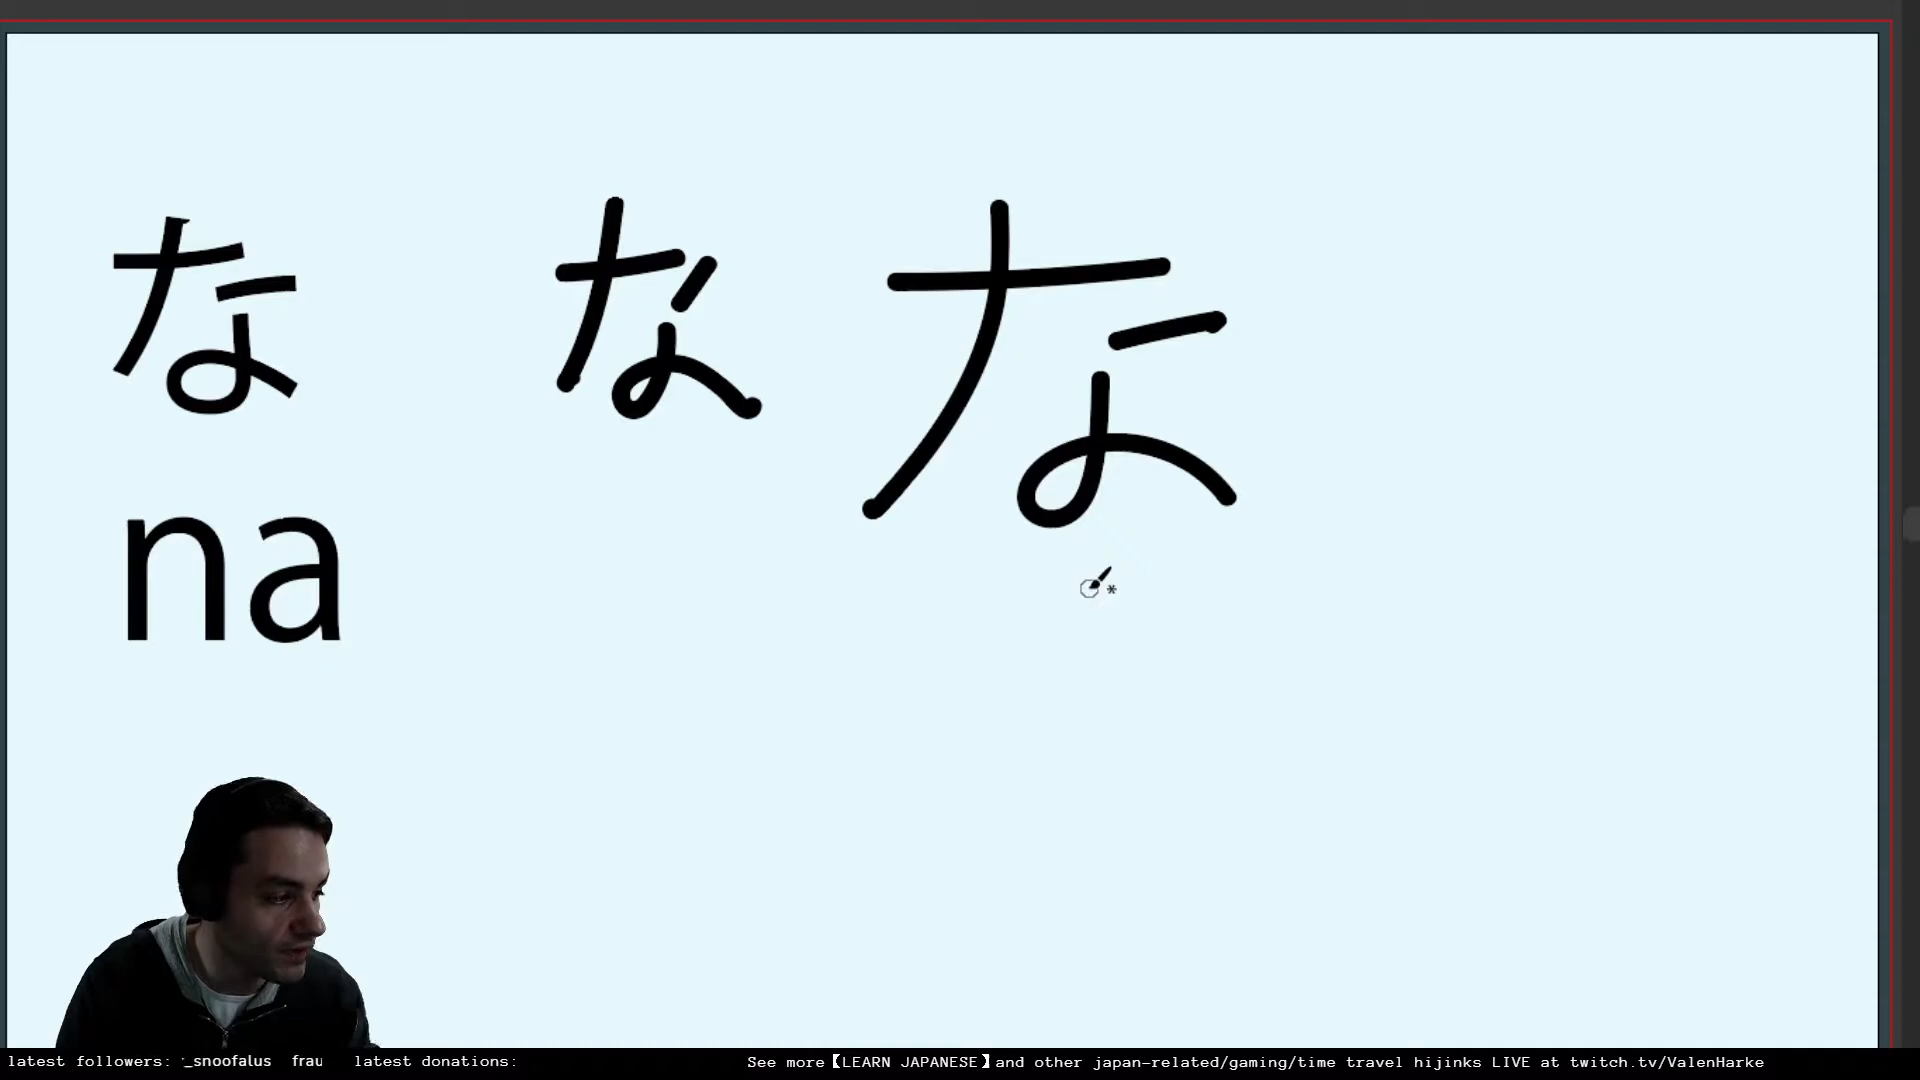 な な な
na
latest followers: _snoofalus frau latest donations: See more【LEARN JAPANESE】and other japan-related/gaming/time travel hijinks LIVE at twitch.tv/ValenHarke